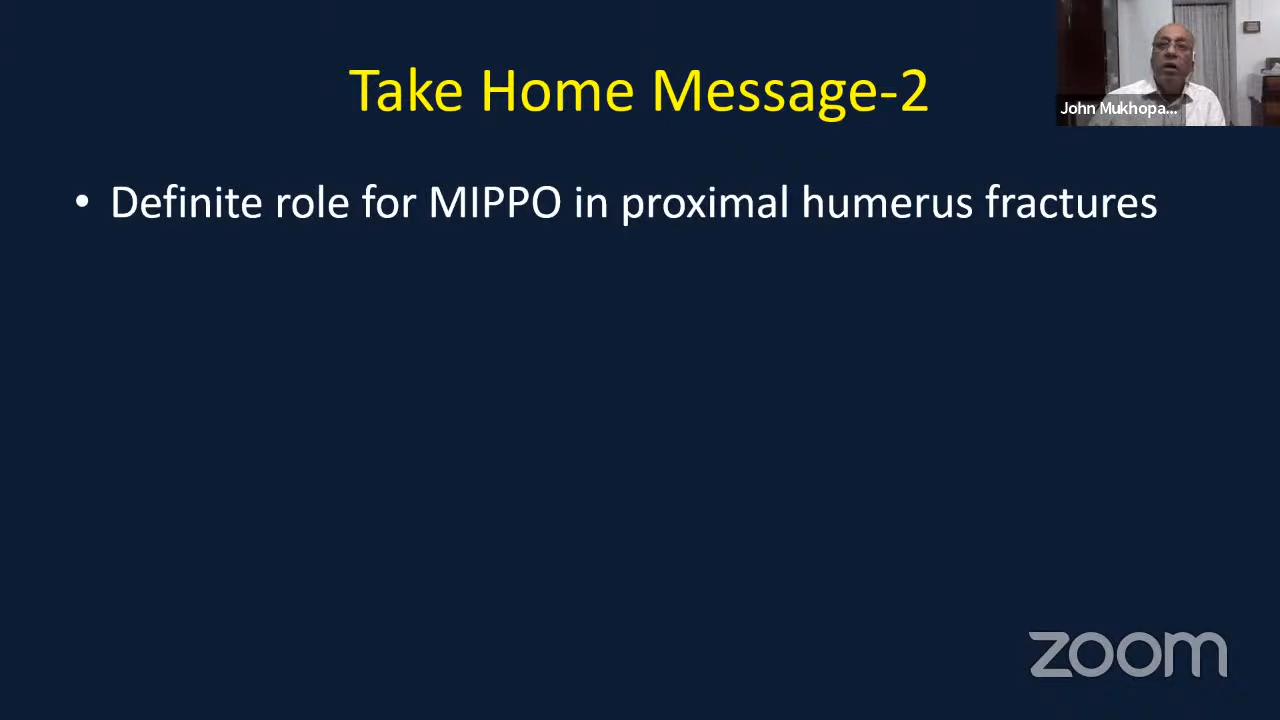 Take Home Message-2
John Mukhopa...
• Definite role for MIPPO in proximal humerus fractures
zoom